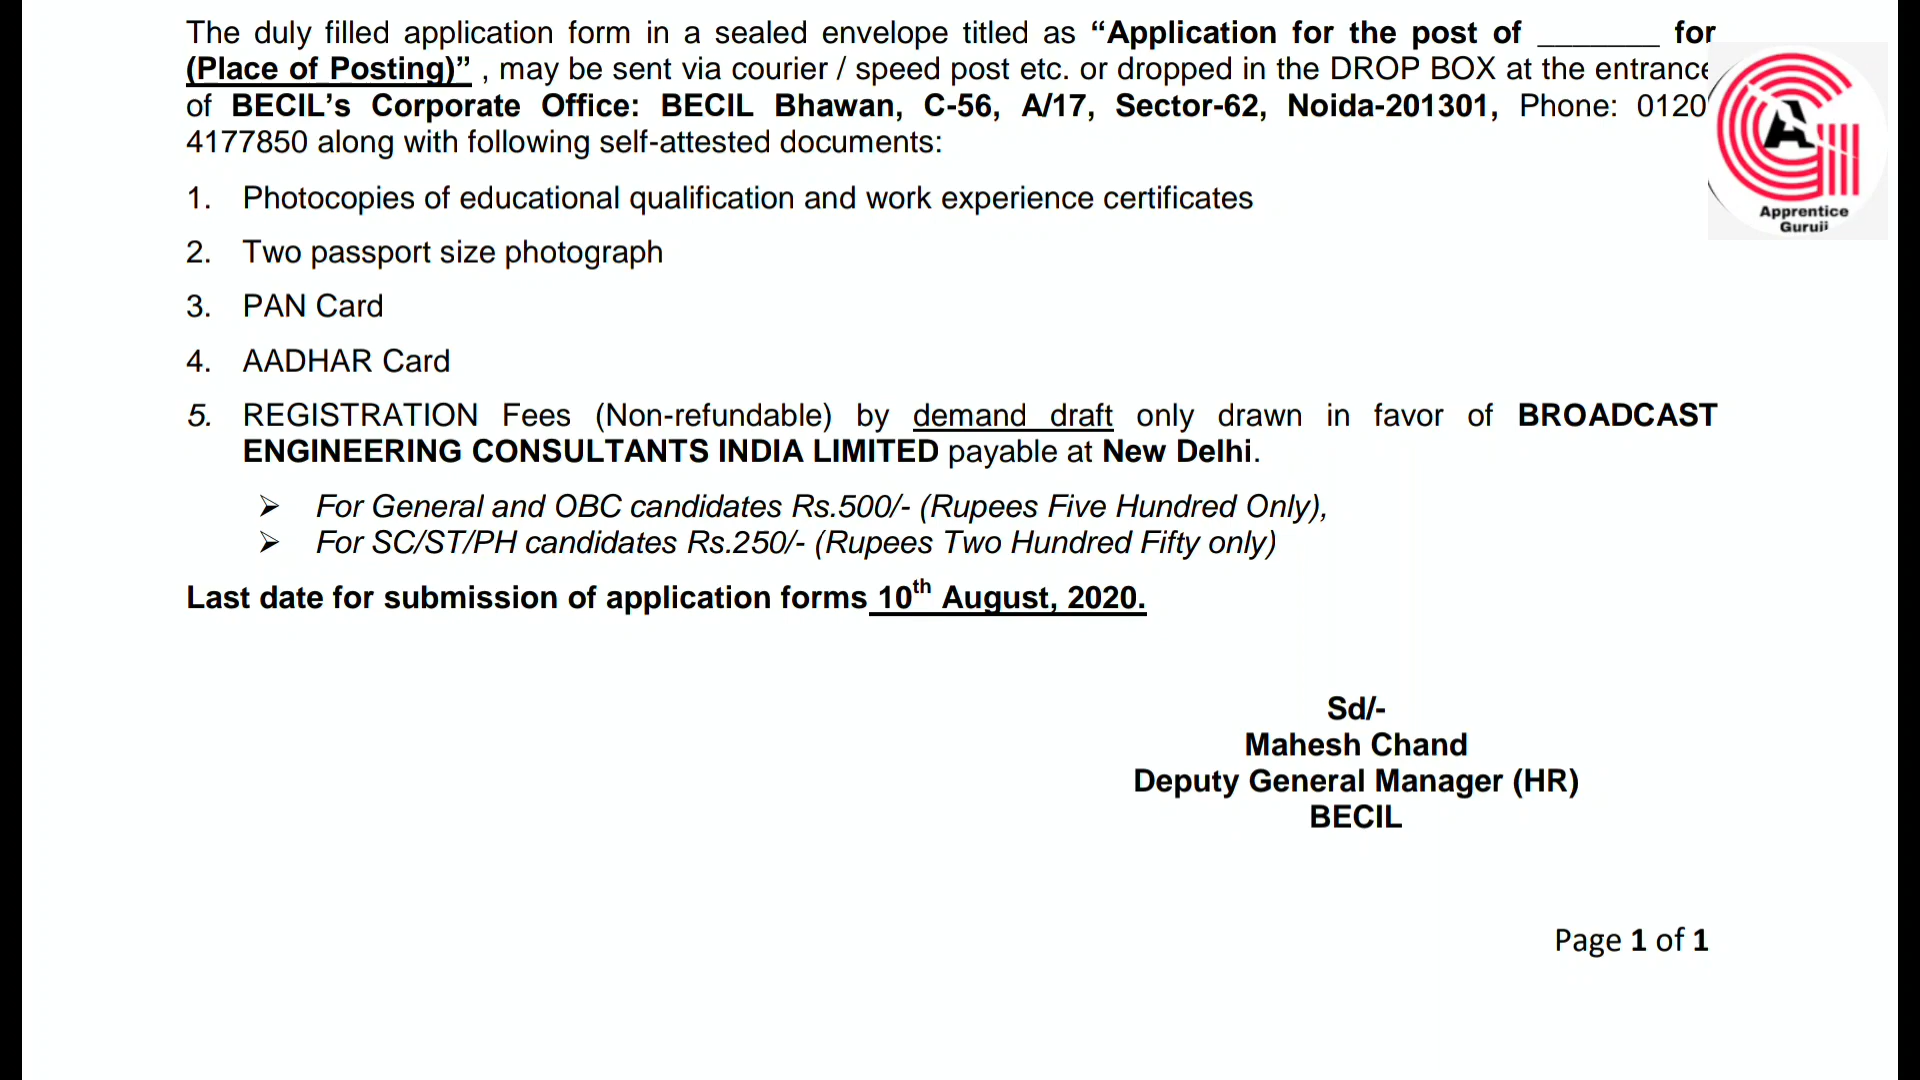 The duly filled application form in a sealed envelope titled as “Application for the post of _______ for
(Place of Posting)” , may be sent via courier / speed post etc. or dropped in the DROP BOX at the entrance
of BECIL’s Corporate Office: BECIL Bhawan, C-56, A/17, Sector-62, Noida-201301, Phone: 0120
4177850 along with following self-attested documents:
1. Photocopies of educational qualification and work experience certificates
2. Two passport size photograph
3. PAN Card
4. AADHAR Card
5. REGISTRATION Fees (Non-refundable) by demand draft only drawn in favor of BROADCAST
ENGINEERING CONSULTANTS INDIA LIMITED payable at New Delhi.
➢ For General and OBC candidates Rs.500/- (Rupees Five Hundred Only),
➢ For SC/ST/PH candidates Rs.250/- (Rupees Two Hundred Fifty only)
Last date for submission of application forms 10th August, 2020.
Sd/-
Mahesh Chand
Deputy General Manager (HR)
BECIL
Page 1 of 1
A
Apprentice
Guruji